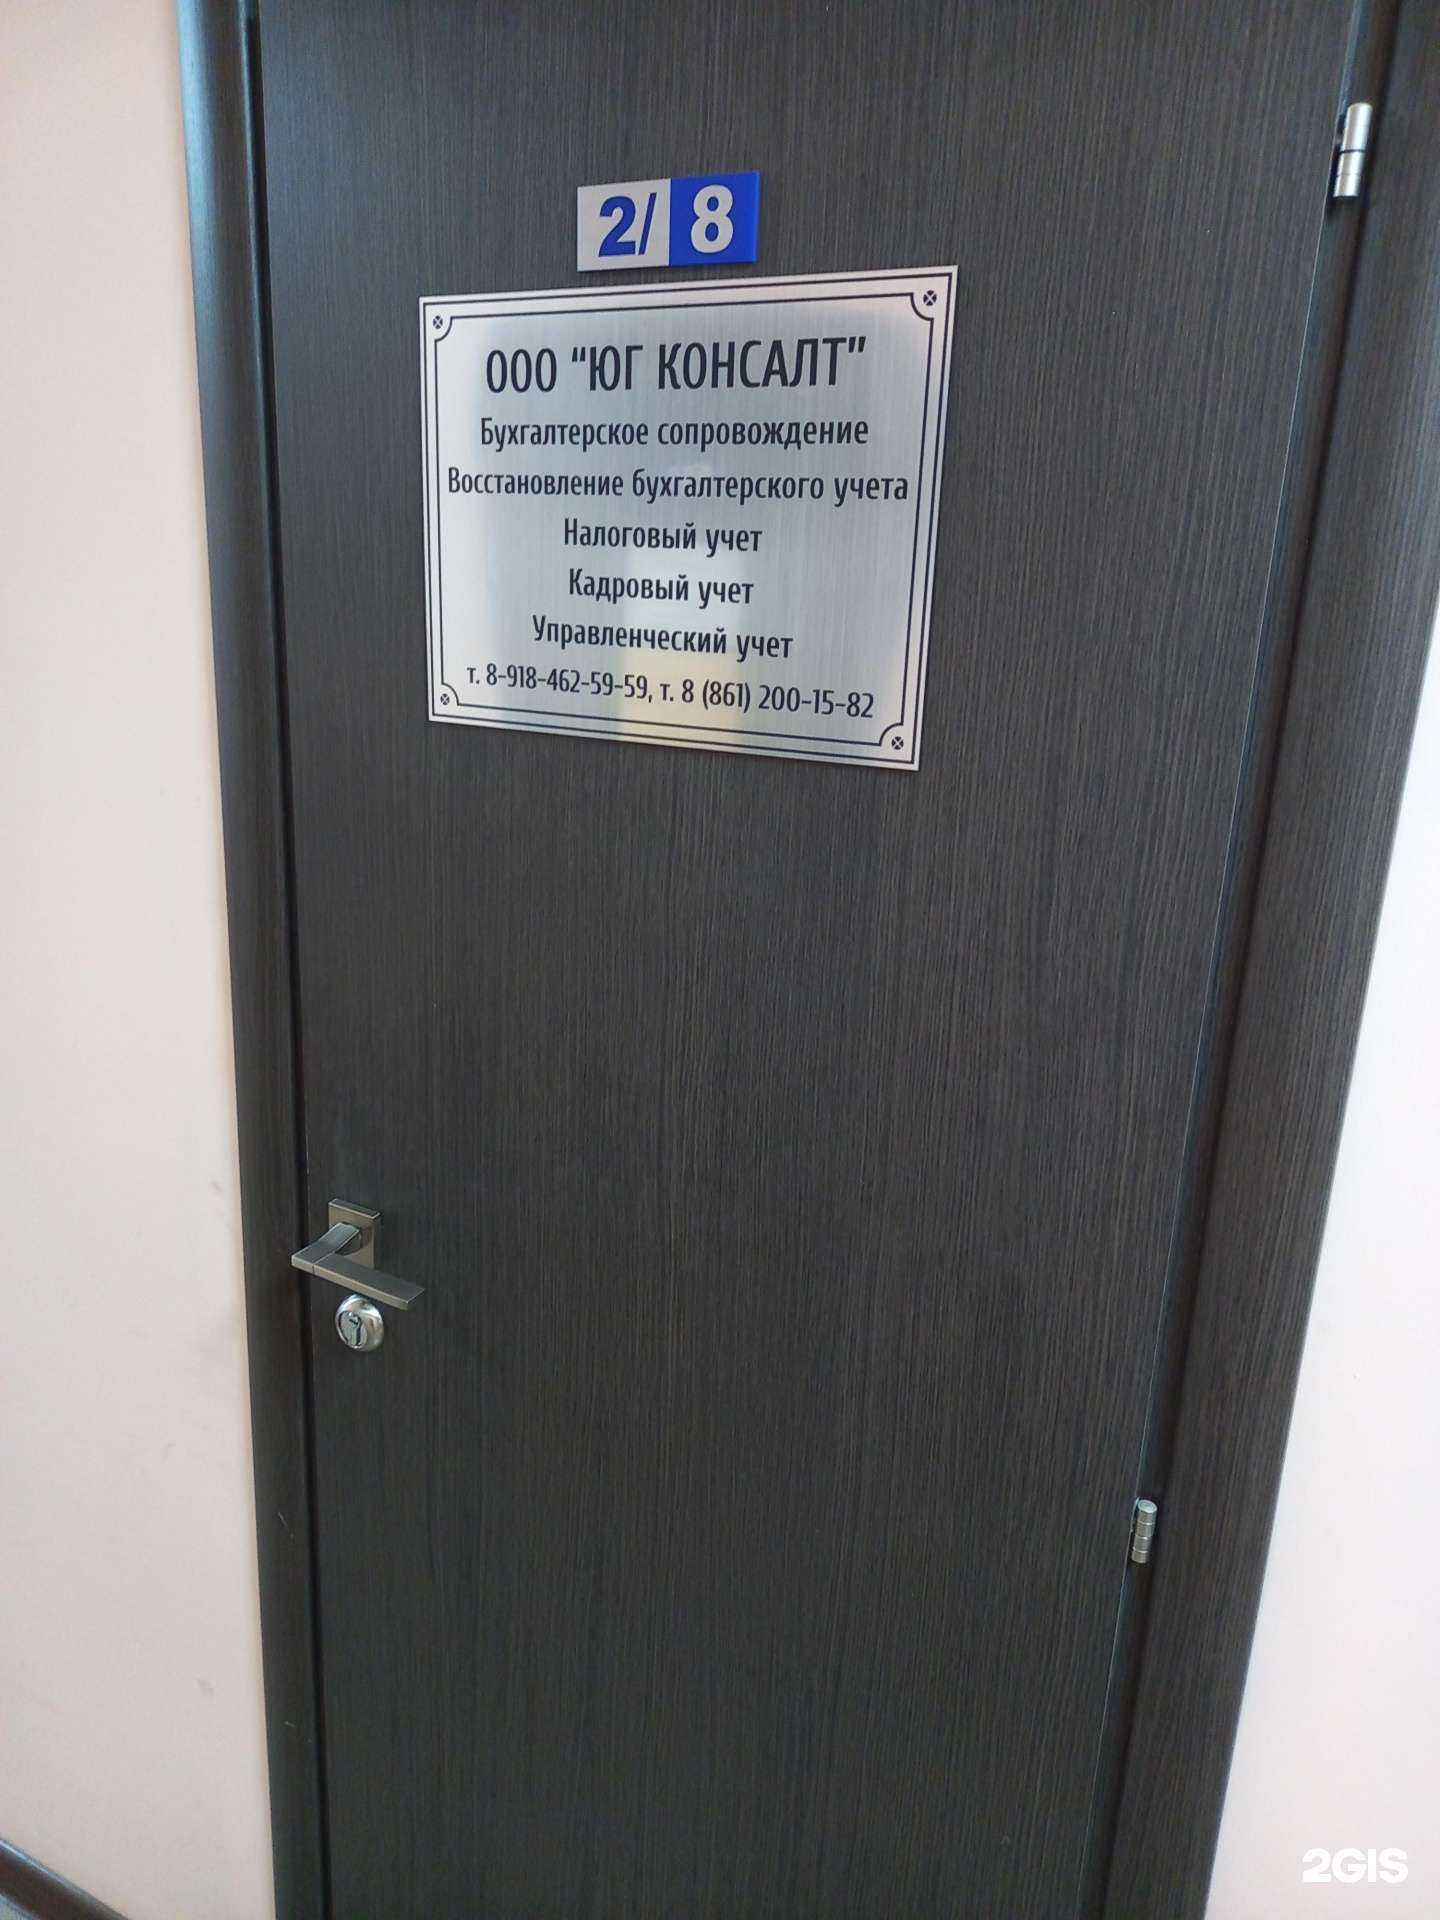 2/8
ООО “ЮГ КОНСАЛТ”
Бухгалтерское сопровождение
Восстановление бухгалтерского учета
Налоговый учет
Кадровый учет
Управленческий учет
т. 8-918-462-59-59, т. 8 (861) 200-15-82
2GIS